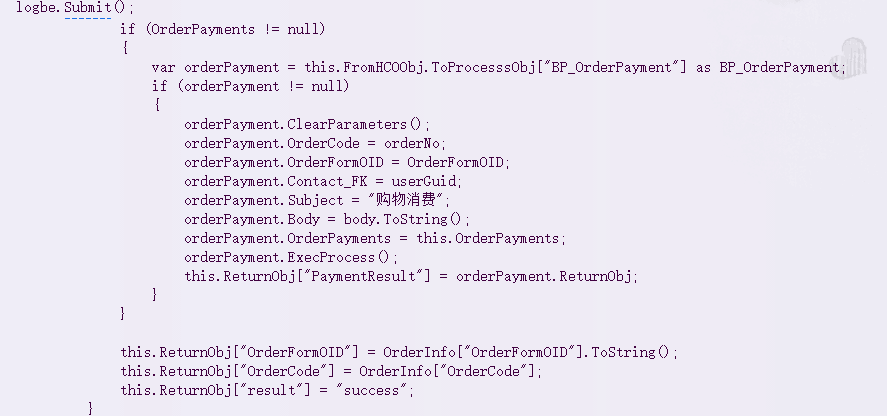 logbe.Submit();
if (OrderPayments != null)
{
var orderPayment = this.FromHCOObj.ToProcesssObj["BP_OrderPayment"] as BP_OrderPayment;
if (orderPayment != null)
{
orderPayment.ClearParameters();
orderPayment.OrderCode = orderNo;
orderPayment.OrderFormOID = OrderFormOID;
orderPayment.Contact_FK = userGuid;
orderPayment.Subject = "购物消费";
orderPayment.Body = body.ToString();
orderPayment.OrderPayments = this.OrderPayments;
orderPayment.ExecProcess();
this.ReturnObj["PaymentResult"] = orderPayment.ReturnObj;
}
}
this.ReturnObj["OrderFormOID"] = OrderInfo["OrderFormOID"].ToString();
this.ReturnObj["OrderCode"] = OrderInfo["OrderCode"];
this.ReturnObj["result"] = "success";
}